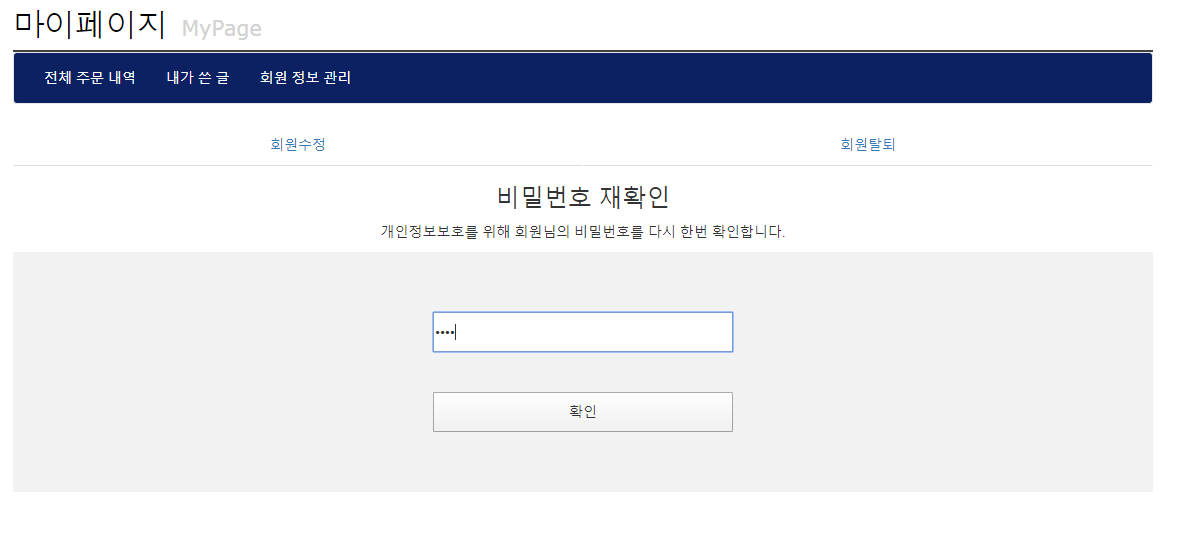 마이페이지 MyPage
전체 주문 내역 내가 쓴 글 회원 정보 관리
회원수정 회원탈퇴
비밀번호 재확인
개인정보보호를 위해 회원님의 비밀번호를 다시 한번 확인합니다.
••••
확인